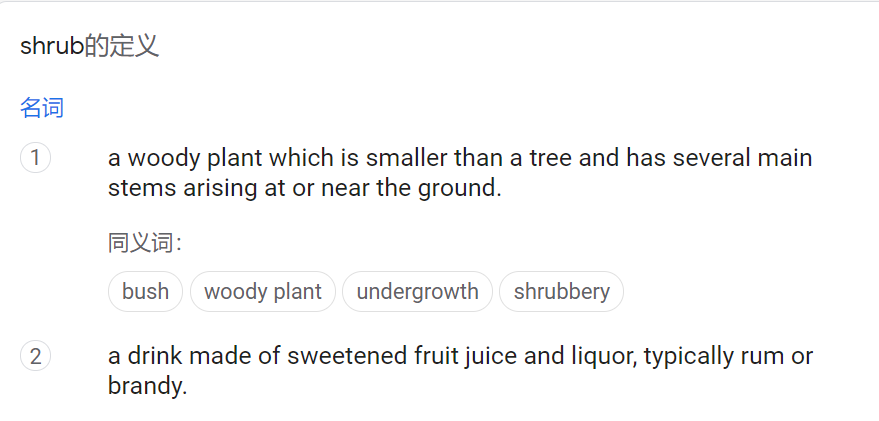 shrub的定义
名词
1
a woody plant which is smaller than a tree and has several main
stems arising at or near the ground.
同义词：
bush woody plant undergrowth shrubbery
2
a drink made of sweetened fruit juice and liquor, typically rum or
brandy.